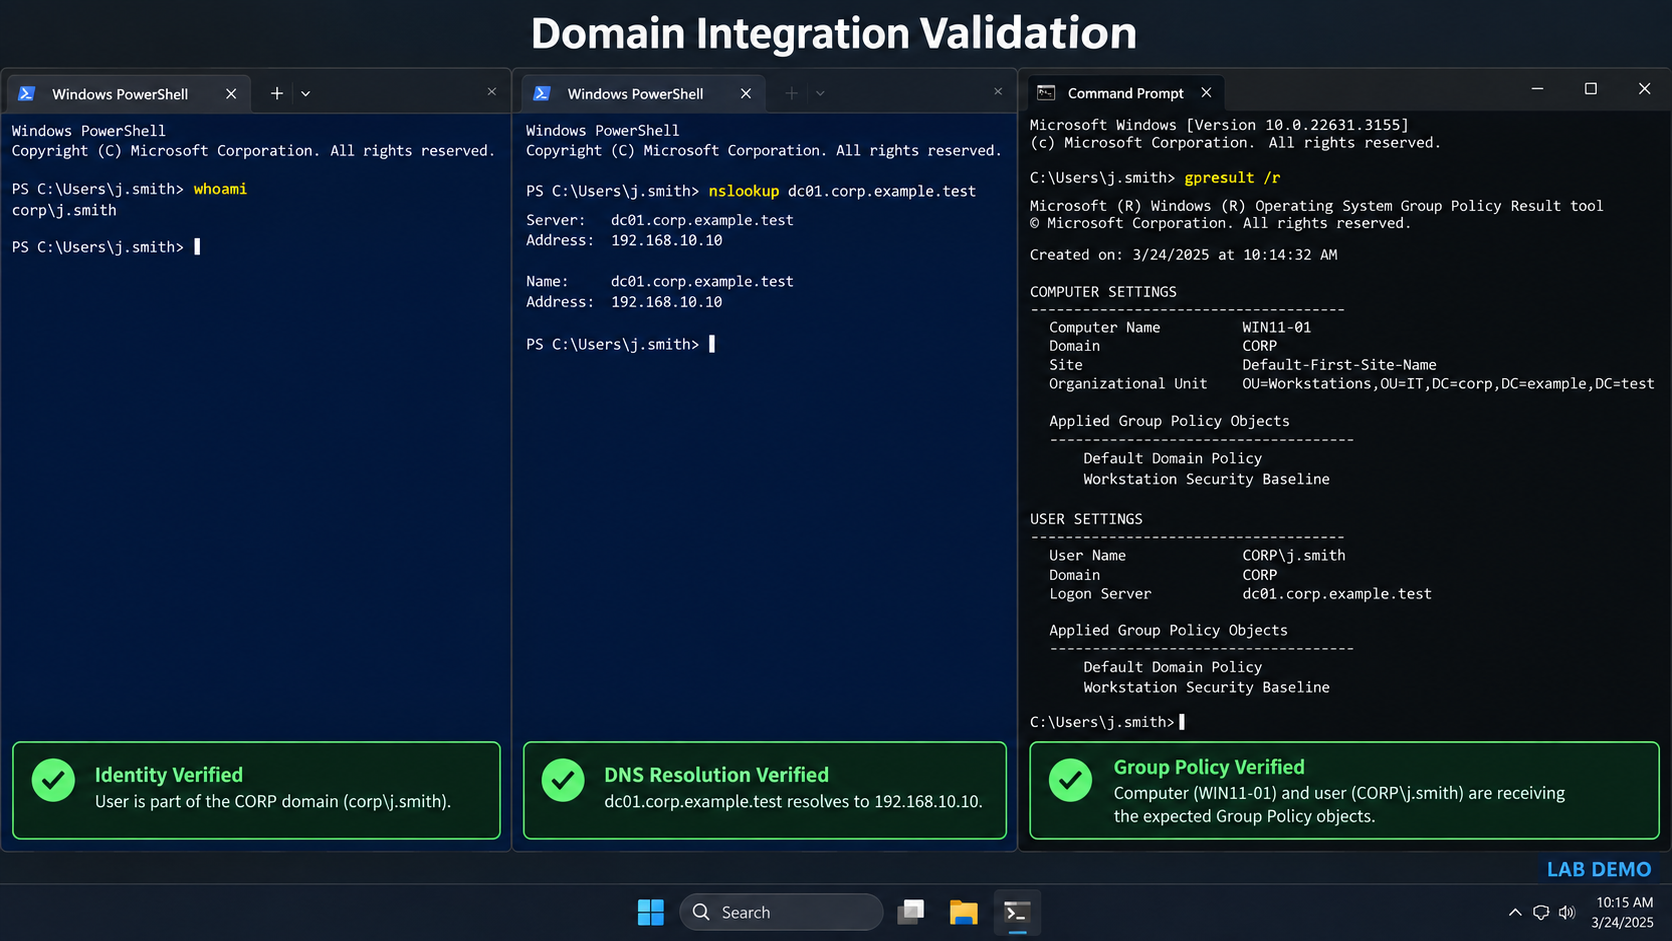 Domain Integration Validation
Windows PowerShell
Windows PowerShell
Copyright (C) Microsoft Corporation. All rights reserved.
PS C:\Users\j.smith> whoami
corp\j.smith
PS C:\Users\j.smith>
Identity Verified
User is part of the CORP domain (corp\j.smith).
Windows PowerShell
Windows PowerShell
Copyright (C) Microsoft Corporation. All rights reserved.
PS C:\Users\j.smith> nslookup dc01.corp.example.test
Server: dc01.corp.example.test
Address: 192.168.10.10
Name: dc01.corp.example.test
Address: 192.168.10.10
PS C:\Users\j.smith>
DNS Resolution Verified
dc01.corp.example.test resolves to 192.168.10.10.
Command Prompt
Microsoft Windows [Version 10.0.22631.3155]
(c) Microsoft Corporation. All rights reserved.
C:\Users\j.smith> gpresult /r
Microsoft (R) Windows (R) Operating System Group Policy Result tool
© Microsoft Corporation. All rights reserved.
Created on: 3/24/2025 at 10:14:32 AM
COMPUTER SETTINGS
------------------------------------
Computer Name WIN11-01
Domain CORP
Site Default-First-Site-Name
Organizational Unit OU=Workstations,OU=IT,DC=corp,DC=example,DC=test
Applied Group Policy Objects
------------------------------------
Default Domain Policy
Workstation Security Baseline
USER SETTINGS
------------------------------------
User Name CORP\j.smith
Domain CORP
Logon Server dc01.corp.example.test
Applied Group Policy Objects
------------------------------------
Default Domain Policy
Workstation Security Baseline
C:\Users\j.smith>
Group Policy Verified
Computer (WIN11-01) and user (CORP\j.smith) are receiving
the expected Group Policy objects.
LAB DEMO
Search
10:15 AM
3/24/2025